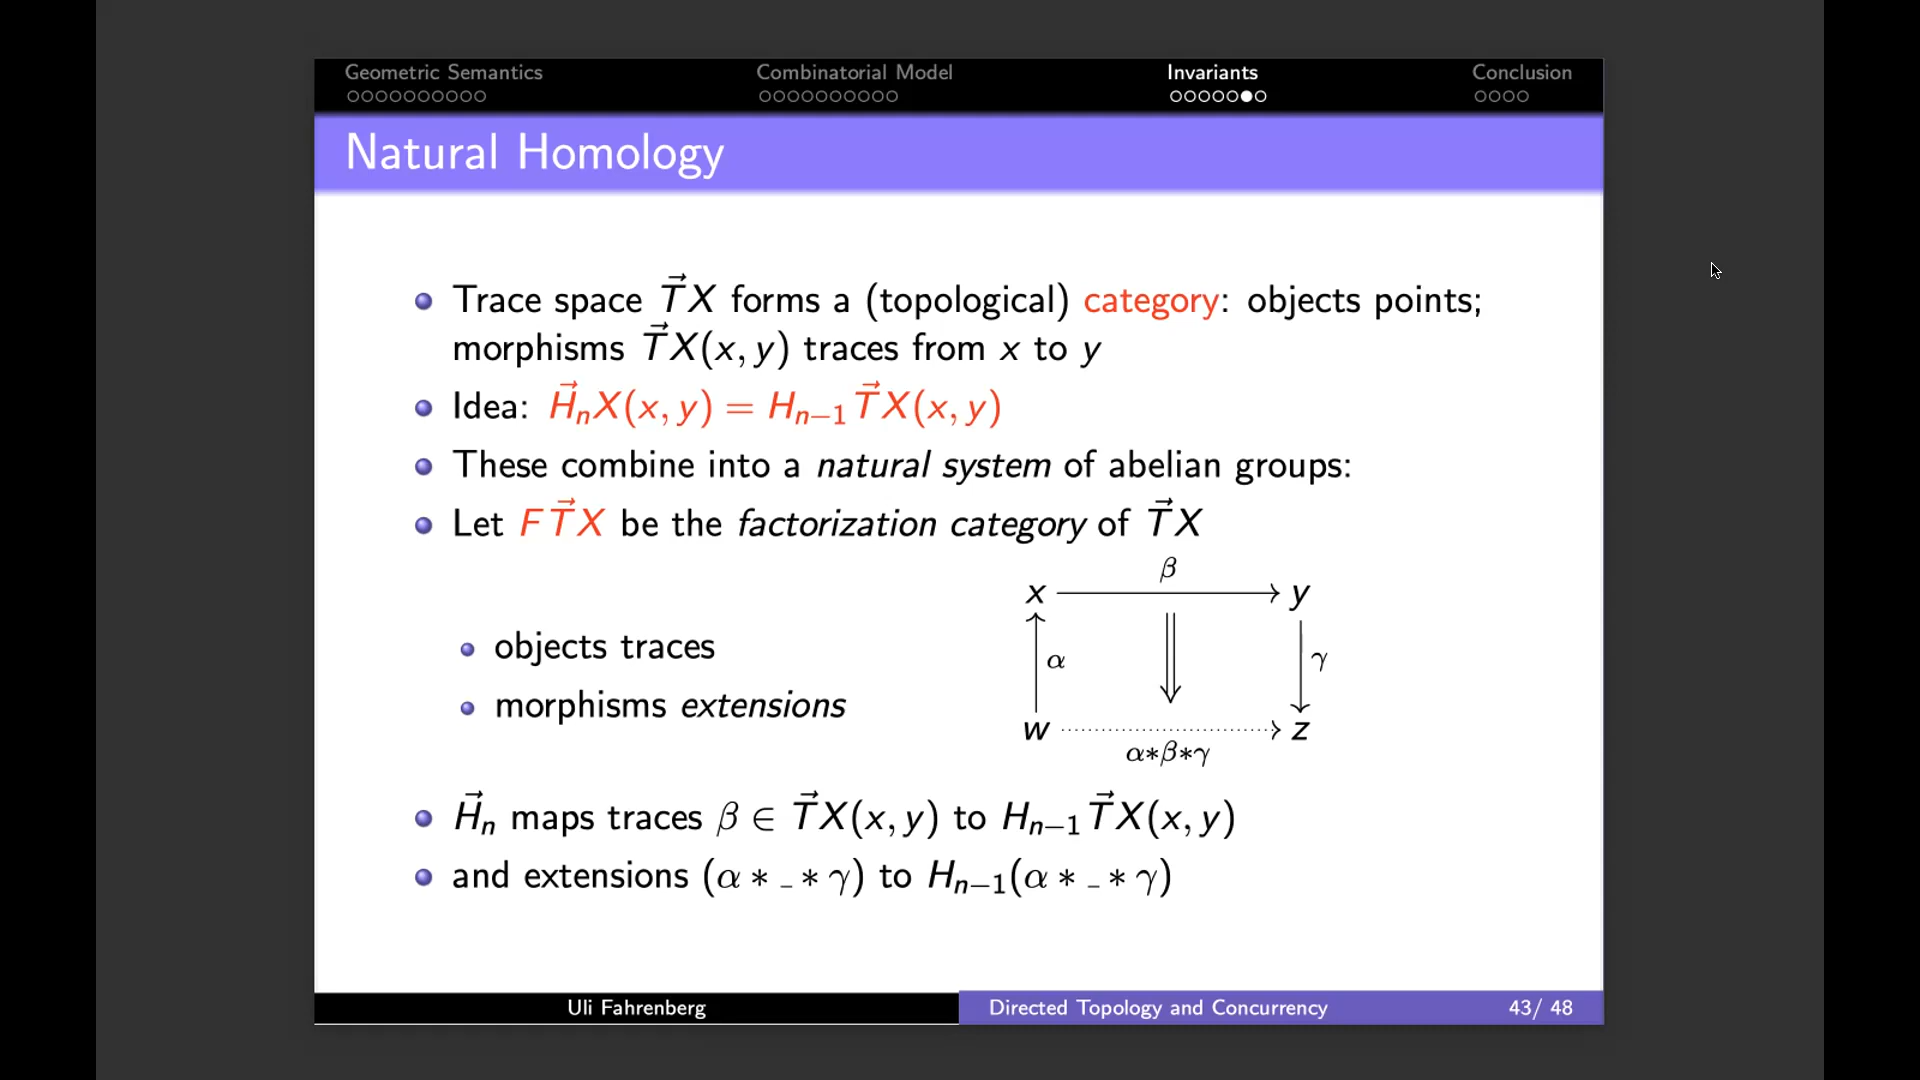 Geometric Semantics Combinatorial Model Invariants Conclusion
Natural Homology
Trace space T⃗X forms a (topological) category: objects points;
morphisms T⃗X(x, y) traces from x to y
Idea: H⃗ₙX(x, y) = Hₙ₋₁T⃗X(x, y)
These combine into a natural system of abelian groups:
Let FT⃗X be the factorization category of T⃗X
β
x y
objects traces
α γ
morphisms extensions
w z
α∗β∗γ
H⃗ₙ maps traces β ∈ T⃗X(x, y) to Hₙ₋₁T⃗X(x, y)
and extensions (α ∗ _ ∗ γ) to Hₙ₋₁(α ∗ _ ∗ γ)
Uli Fahrenberg Directed Topology and Concurrency 43/ 48